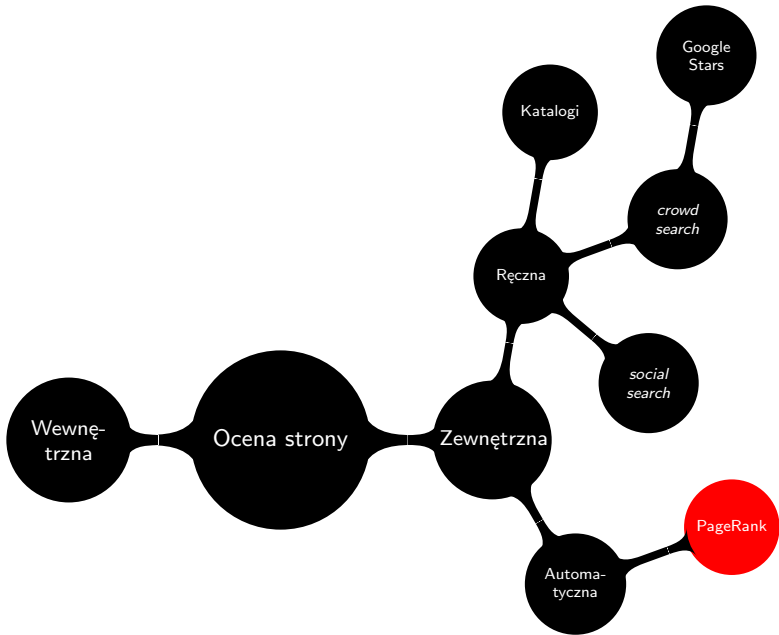 Google
Stars
Katalogi
crowd
search
Ręczna
social
search
Wewnę-
trzna
Ocena strony
Zewnętrzna
PageRank
Automa-
tyczna